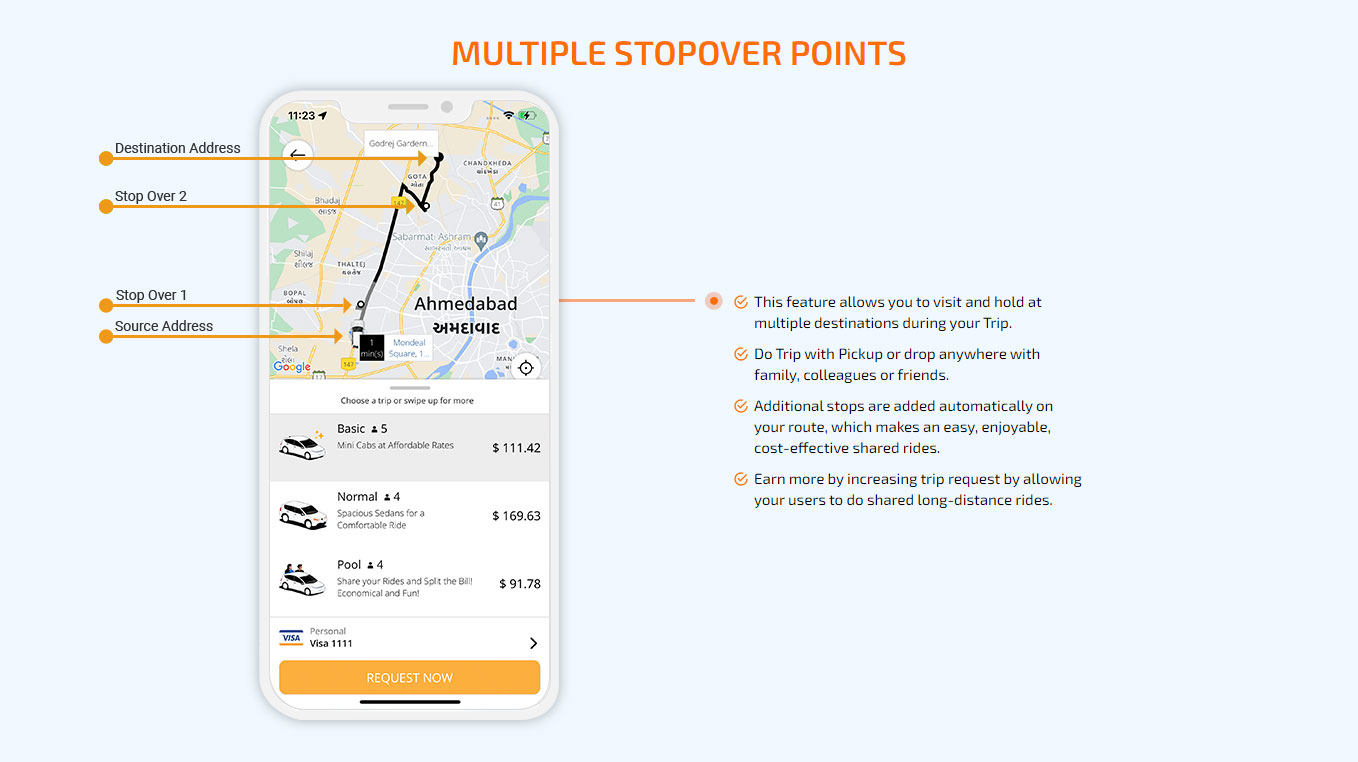 MULTIPLE STOPOVER POINTS
11:23
Destination Address
Godrej Gardern...
CHANDKHEDA
ચાંદખેડા
GOTA
ગોતા
Stop Over 2
Bhadaj
ભાડજ
147
41
Sabarmati Ashram
સાબરમતી આશ્રમ
Shilaj
શીલજ
THALTEJ
થલતેજ
Stop Over 1
BOPAL
બોપલ
Ahmedabad
અમદાવાદ
Source Address
1
min(s)
Mondeal
Square, 1...
Shela
શેલા
MAN
147
Google
17
Choose a trip or swipe up for more
Basic 5
Mini Cabs at Affordable Rates
$ 111.42
Normal 4
Spacious Sedans for a
Comfortable Ride
$ 169.63
Pool 4
Share your Rides and Split the Bill!
Economical and Fun!
$ 91.78
VISA
Personal
Visa 1111
REQUEST NOW
This feature allows you to visit and hold at
multiple destinations during your Trip.
Do Trip with Pickup or drop anywhere with
family, colleagues or friends.
Additional stops are added automatically on
your route, which makes an easy, enjoyable,
cost-effective shared rides.
Earn more by increasing trip request by allowing
your users to do shared long-distance rides.